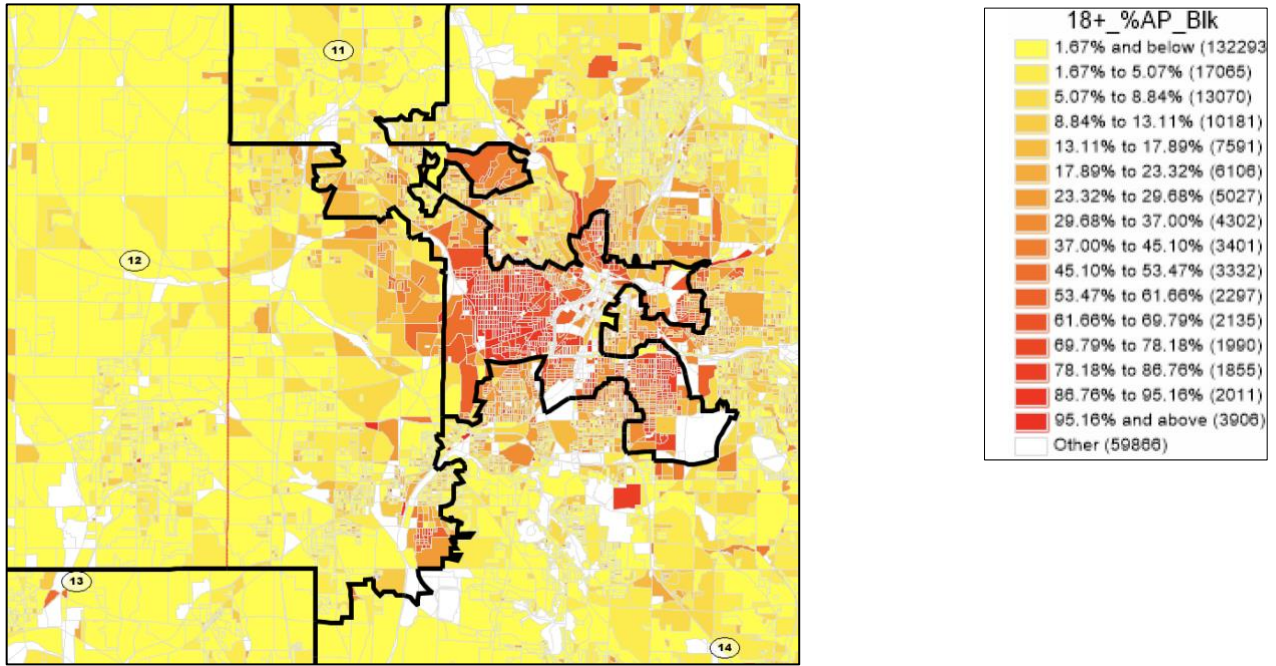 11
12
13
14
18+_%AP_Blk
1.67% and below (132293
1.67% to 5.07% (17065)
5.07% to 8.84% (13070)
8.84% to 13.11% (10181)
13.11% to 17.89% (7591)
17.89% to 23.32% (6106)
23.32% to 29.68% (5027)
29.68% to 37.00% (4302)
37.00% to 45.10% (3401)
45.10% to 53.47% (3332)
53.47% to 61.66% (2297)
61.66% to 69.79% (2135)
69.79% to 78.18% (1990)
78.18% to 86.76% (1855)
86.76% to 95.16% (2011)
95.16% and above (3906)
Other (59866)